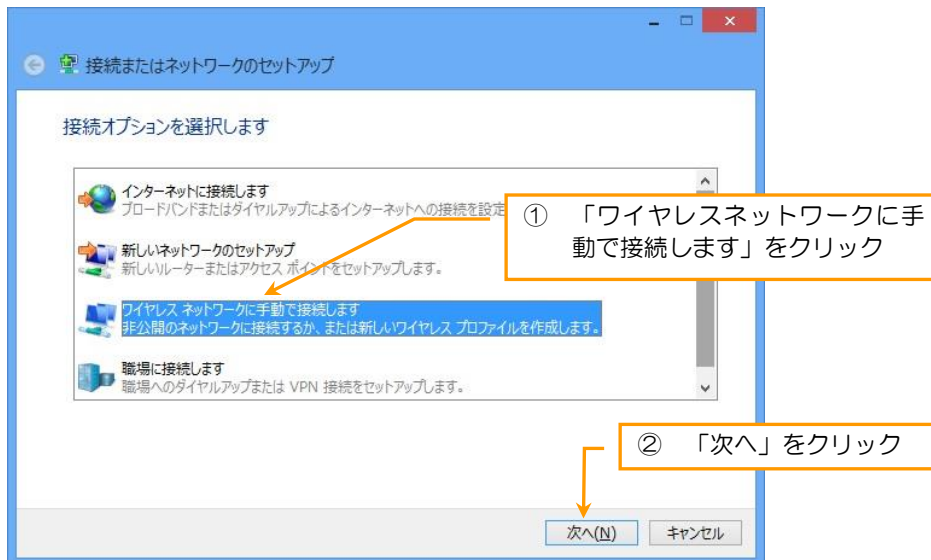 接続またはネットワークのセットアップ
接続オプションを選択します
インターネットに接続します
ブロードバンドまたはダイヤルアップによるインターネットへの接続を設定
① 「ワイヤレスネットワークに手
動で接続します」をクリック
新しいネットワークのセットアップ
新しいルーターまたはアクセス ポイントをセットアップします。
ワイヤレス ネットワークに手動で接続します
非公開のネットワークに接続するか、または新しいワイヤレス プロファイルを作成します。
職場に接続します
職場へのダイヤルアップまたは VPN 接続をセットアップします。
② 「次へ」をクリック
次へ(N)
キャンセル